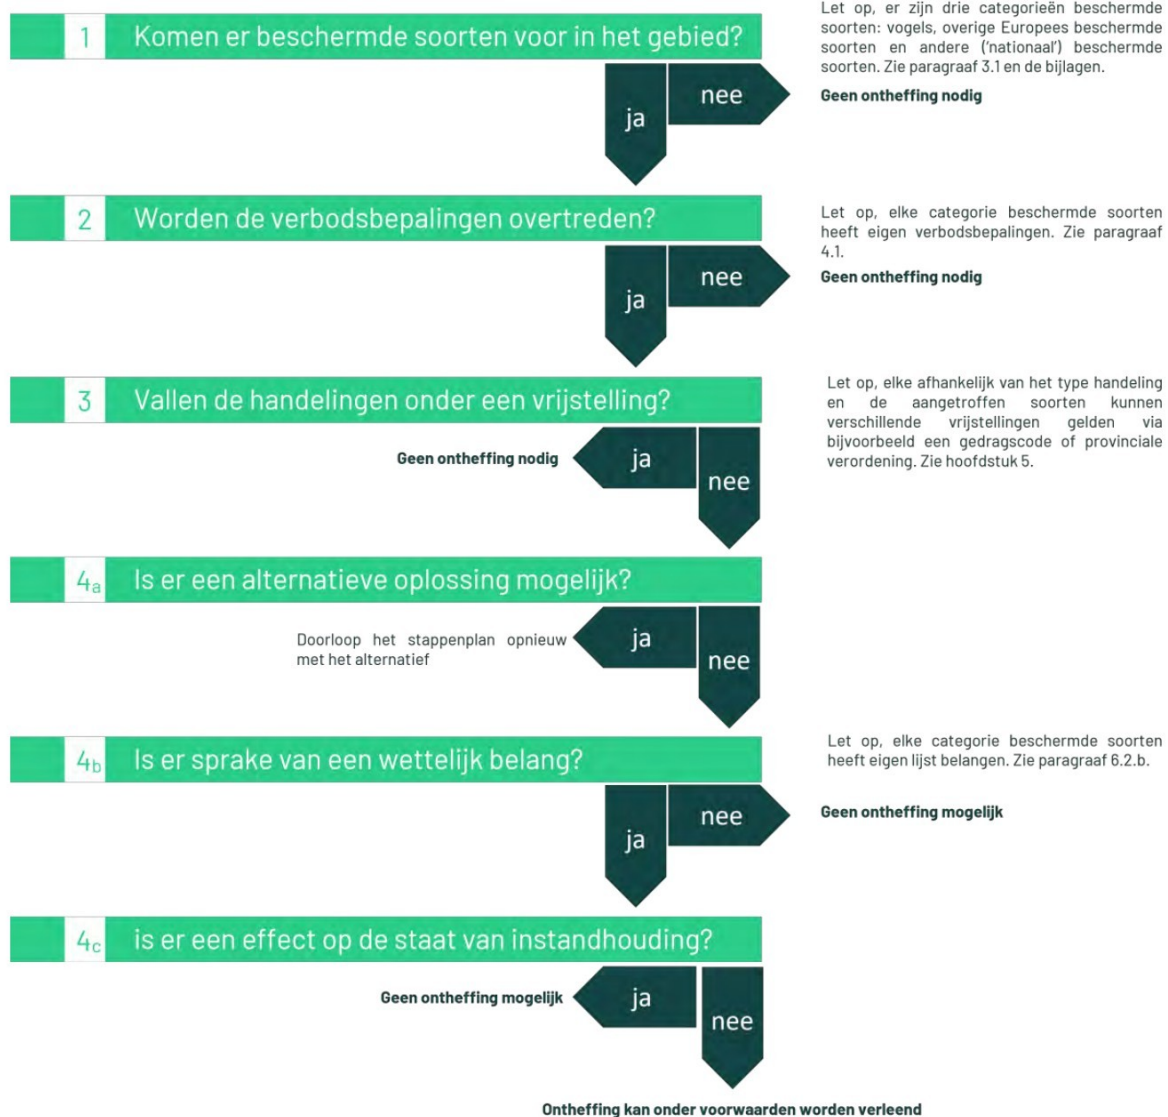 1 Komen er beschermde soorten voor in het gebied?
Let op, er zijn drie categorieën beschermde
soorten: vogels, overige Europees beschermde
soorten en andere (‘nationaal’) beschermde
soorten. Zie paragraaf 3.1 en de bijlagen.
ja
nee
Geen ontheffing nodig
2 Worden de verbodsbepalingen overtreden?
Let op, elke categorie beschermde soorten
heeft eigen verbodsbepalingen. Zie paragraaf
4.1.
ja
nee
Geen ontheffing nodig
3 Vallen de handelingen onder een vrijstelling?
Let op, elke afhankelijk van het type handeling
en de aangetroffen soorten kunnen
verschillende vrijstellingen gelden via
bijvoorbeeld een gedragscode of provinciale
verordening. Zie hoofdstuk 5.
Geen ontheffing nodig
ja
nee
4a Is er een alternatieve oplossing mogelijk?
Doorloop het stappenplan opnieuw
met het alternatief
ja
nee
4b Is er sprake van een wettelijk belang?
Let op, elke categorie beschermde soorten
heeft eigen lijst belangen. Zie paragraaf 6.2.b.
ja
nee
Geen ontheffing mogelijk
4c is er een effect op de staat van instandhouding?
Geen ontheffing mogelijk
ja
nee
Ontheffing kan onder voorwaarden worden verleend